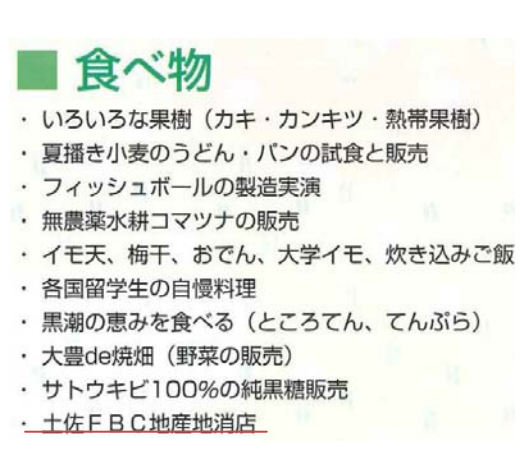 ■ 食べ物
・ いろいろな果樹（カキ・カンキツ・熱帯果樹）
・ 夏播き小麦のうどん・パンの試食と販売
・ フィッシュボールの製造実演
・ 無農薬水耕コマツナの販売
・ イモ天、梅干、おでん、大学イモ、炊き込みご飯
・ 各国留学生の自慢料理
・ 黒潮の恵みを食べる（ところてん、てんぷら）
・ 大豊de焼畑（野菜の販売）
・ サトウキビ100%の純黒糖販売
・ 土佐ＦＢＣ地産地消店